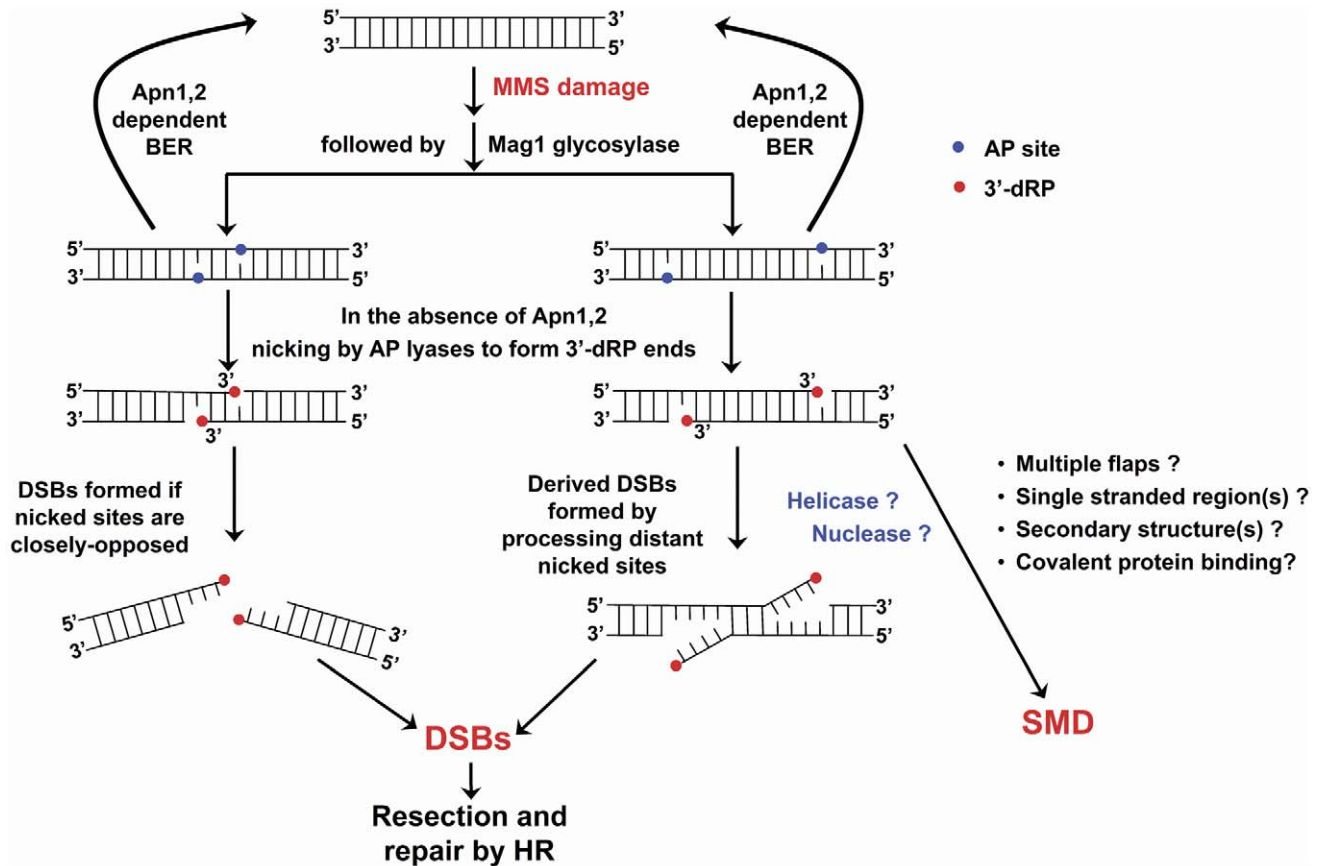 5’ 3’
3’ 5’
MMS damage
followed by Mag1 glycosylase
Apn1,2
dependent
BER
Apn1,2
dependent
BER
AP site
3’-dRP
5’ 3’
3’ 5’
5’ 3’
3’ 5’
In the absence of Apn1,2
nicking by AP lyases to form 3’-dRP ends
3’
5’ 3’
3’ 5’
3’
3’
5’ 3’
3’ 5’
3’
DSBs formed if
nicked sites are
closely-opposed
Derived DSBs
formed by
processing distant
nicked sites
Helicase ?
Nuclease ?
• Multiple flaps ?
• Single stranded region(s) ?
• Secondary structure(s) ?
• Covalent protein binding?
5’
3’
3’
5’
5’ 3’
3’ 5’
DSBs
SMD
Resection and
repair by HR